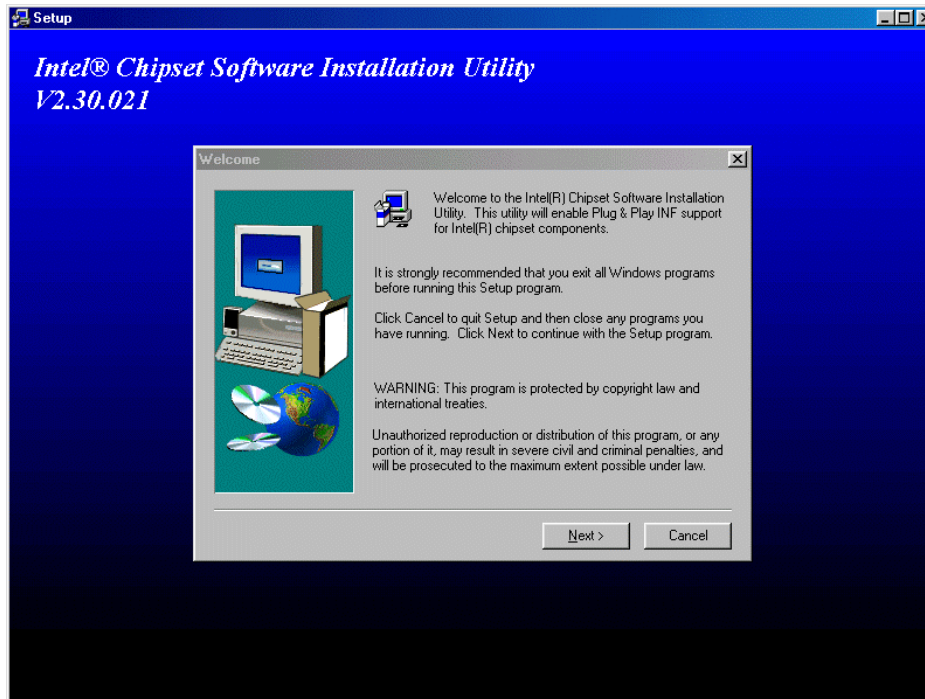 Setup
Intel® Chipset Software Installation Utility
V2.30.021
Welcome
Welcome to the Intel(R) Chipset Software Installation
Utility. This utility will enable Plug & Play INF support
for Intel(R) chipset components.
It is strongly recommended that you exit all Windows programs
before running this Setup program.
Click Cancel to quit Setup and then close any programs you
have running. Click Next to continue with the Setup program.
WARNING: This program is protected by copyright law and
international treaties.
Unauthorized reproduction or distribution of this program, or any
portion of it, may result in severe civil and criminal penalties, and
will be prosecuted to the maximum extent possible under law.
Next >
Cancel